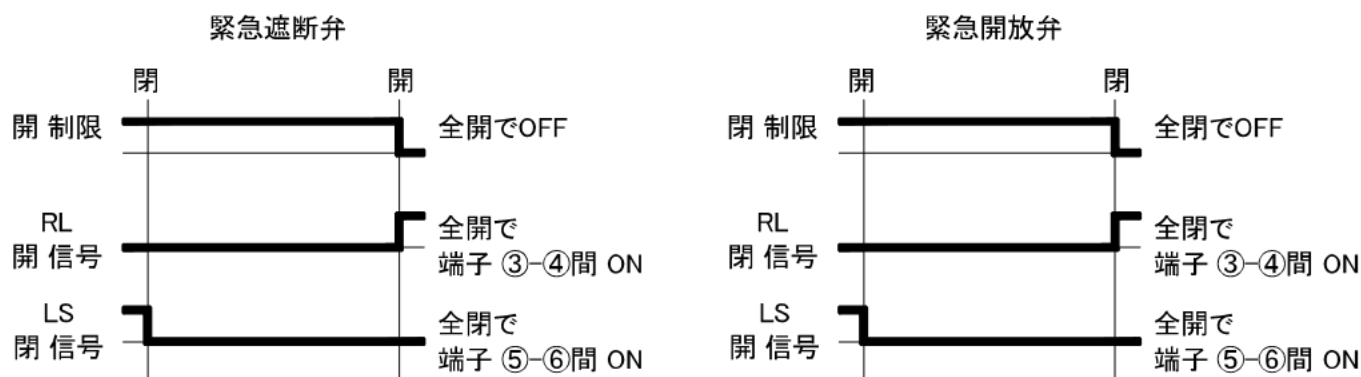 緊急遮断弁
閉 開
開 制限 全開でOFF
RL
開 信号
全開で
端子 ③-④間 ON
LS
閉 信号
全閉で
端子 ⑤-⑥間 ON
緊急開放弁
開 閉
閉 制限 全閉でOFF
RL
閉 信号
全閉で
端子 ③-④間 ON
LS
開 信号
全開で
端子 ⑤-⑥間 ON